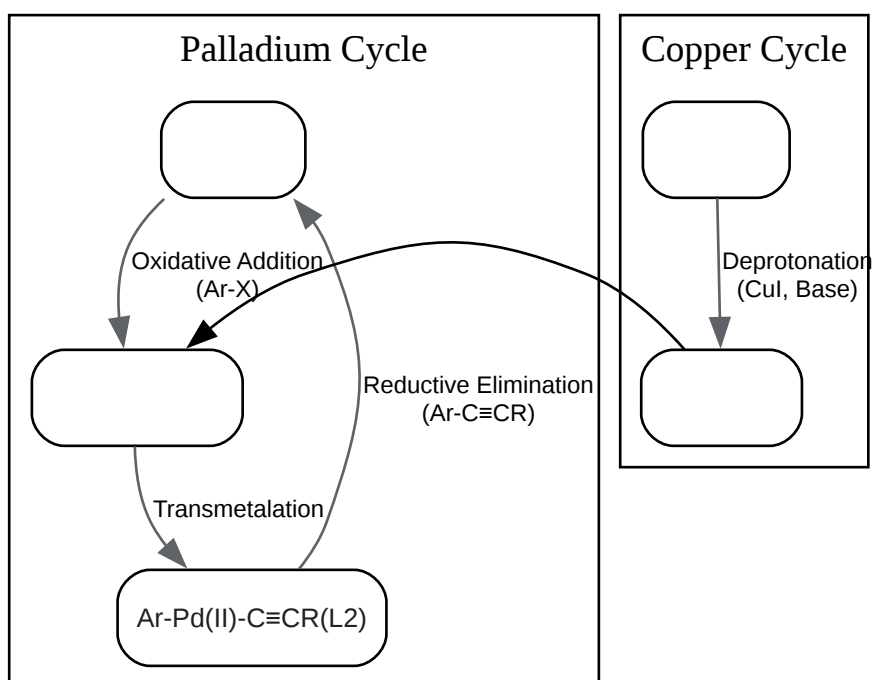 Palladium Cycle
Copper Cycle
Oxidative Addition
(Ar-X)
Deprotonation
(CuI, Base)
Reductive Elimination
(Ar-C≡CR)
Transmetalation
Ar-Pd(II)-C≡CR(L2)